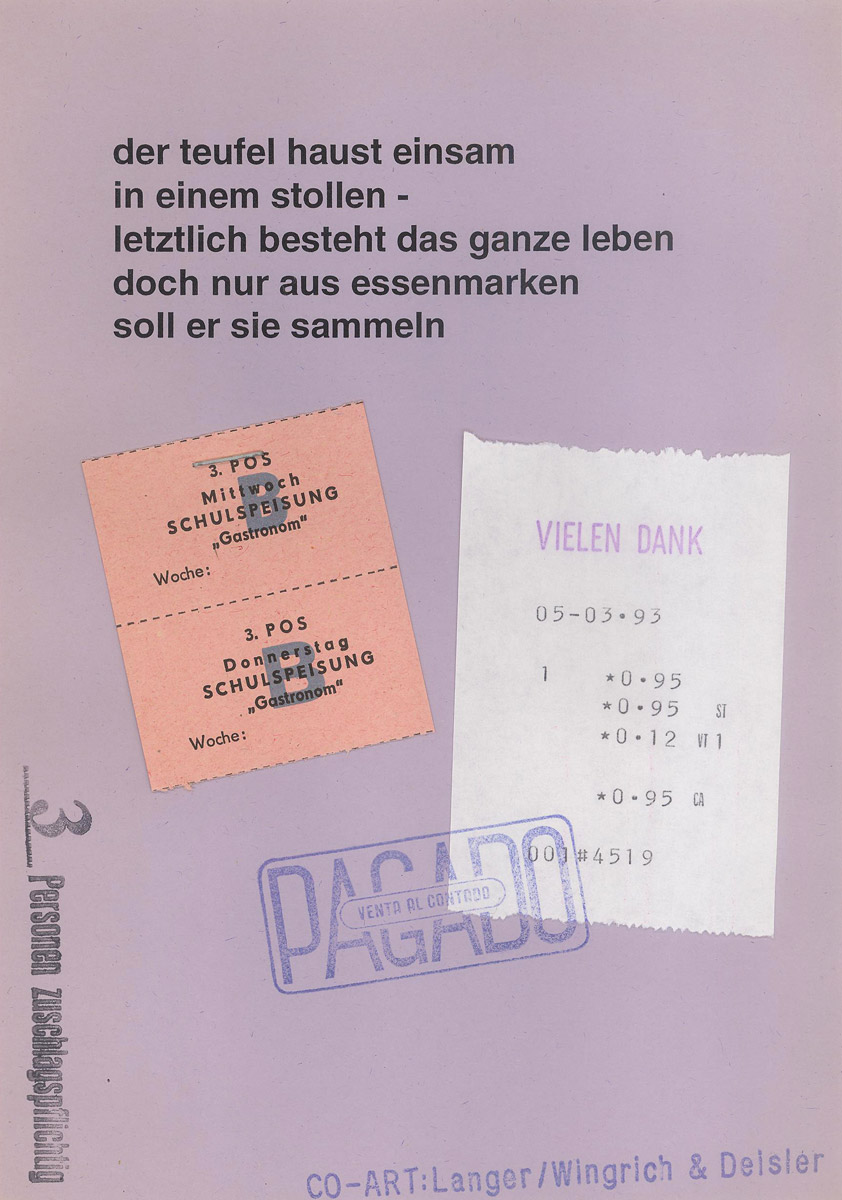 der teufel haust einsam
in einem stollen -
letztlich besteht das ganze leben
doch nur aus essenmarken
soll er sie sammeln
3. POS
Mittwoch
B
SCHULSPEISUNG
„Gastronom“
Woche:
3. POS
Donnerstag
B
SCHULSPEISUNG
„Gastronom“
Woche:
VIELEN DANK
05-03·93
1 *0·95
*0·95 ST
*0·12 VT1
*0·95 CA
001#4519
PAGADO
VENTA AL CONTADO
3 Personen zuschlagspflichtig
CO-ART:Langer/Wingrich & Deisler